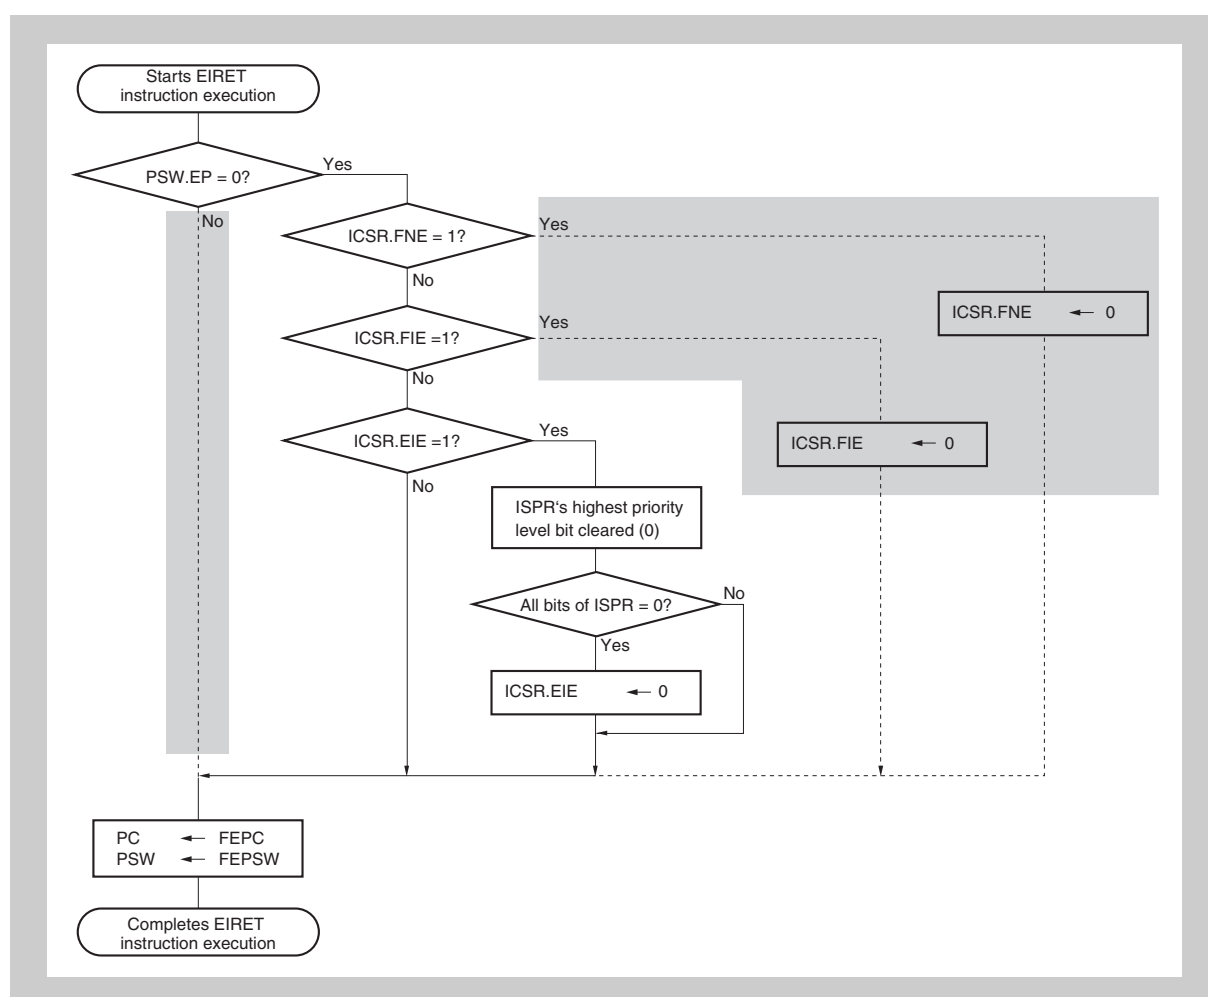 Starts EIRET
instruction execution
PSW.EP = 0?
Yes
No
ICSR.FNE = 1?
Yes
No
ICSR.FNE ← 0
ICSR.FIE =1?
Yes
No
ICSR.FIE ← 0
ICSR.EIE =1?
Yes
No
ISPR‘s highest priority
level bit cleared (0)
All bits of ISPR = 0?
No
Yes
ICSR.EIE ← 0
PC ← FEPC
PSW ← FEPSW
Completes EIRET
instruction execution